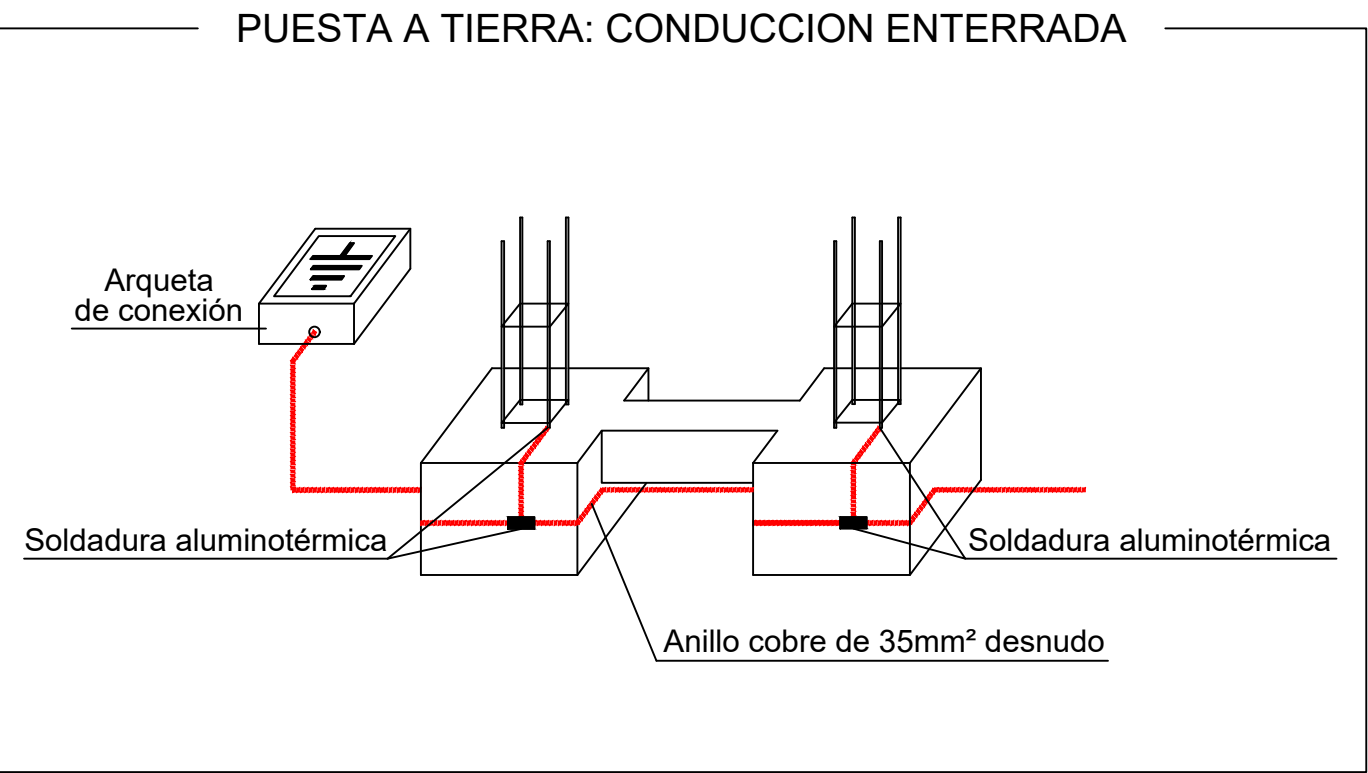 PUESTA A TIERRA: CONDUCCION ENTERRADA
Arqueta
de conexión
Soldadura aluminotérmica
Soldadura aluminotérmica
Anillo cobre de 35mm² desnudo